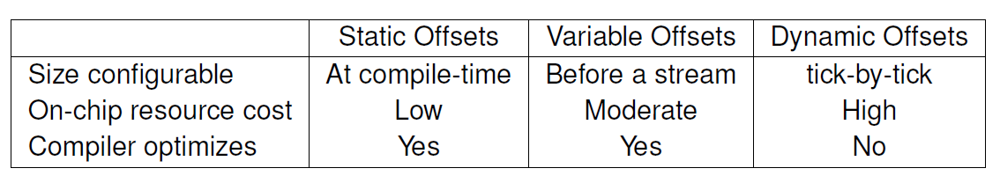 Static Offsets Variable Offsets Dynamic Offsets
Size configurable At compile-time Before a stream tick-by-tick
On-chip resource cost Low Moderate High
Compiler optimizes Yes Yes No